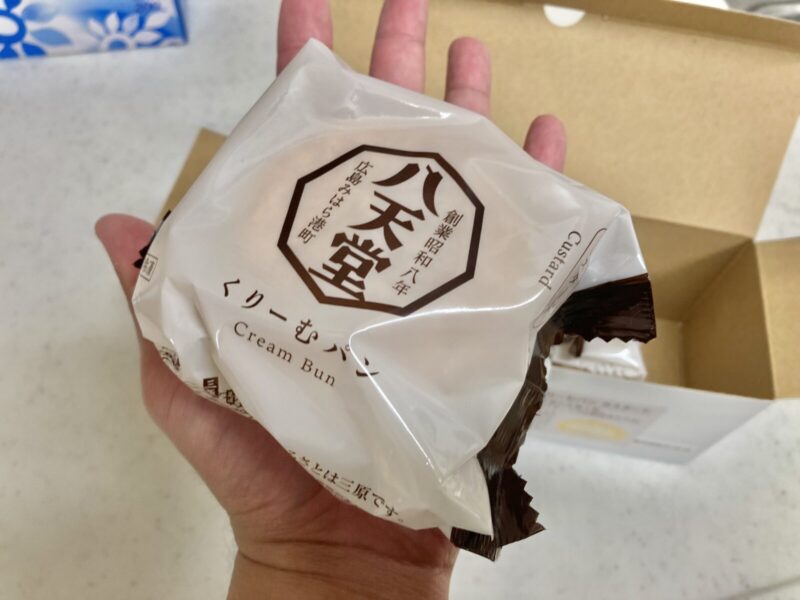 創業昭和八年
八天堂
広島みはら港町
くりーむパン
Cream Bun
Custard
とは三原です。